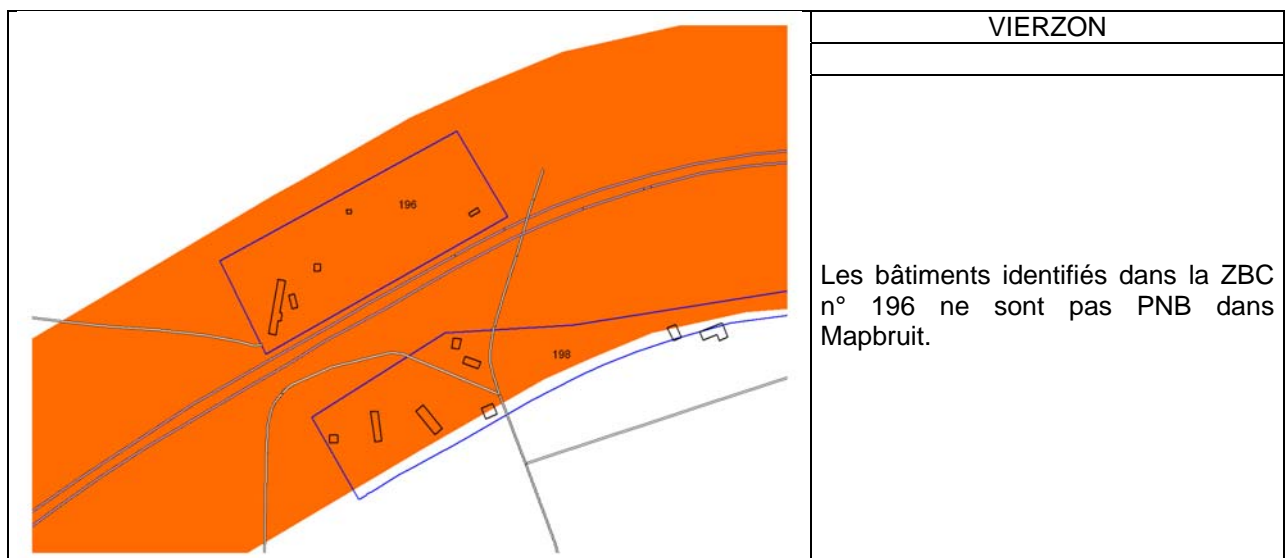 VIERZON
196
198
Les bâtiments identifiés dans la ZBC
n° 196 ne sont pas PNB dans
Mapbruit.